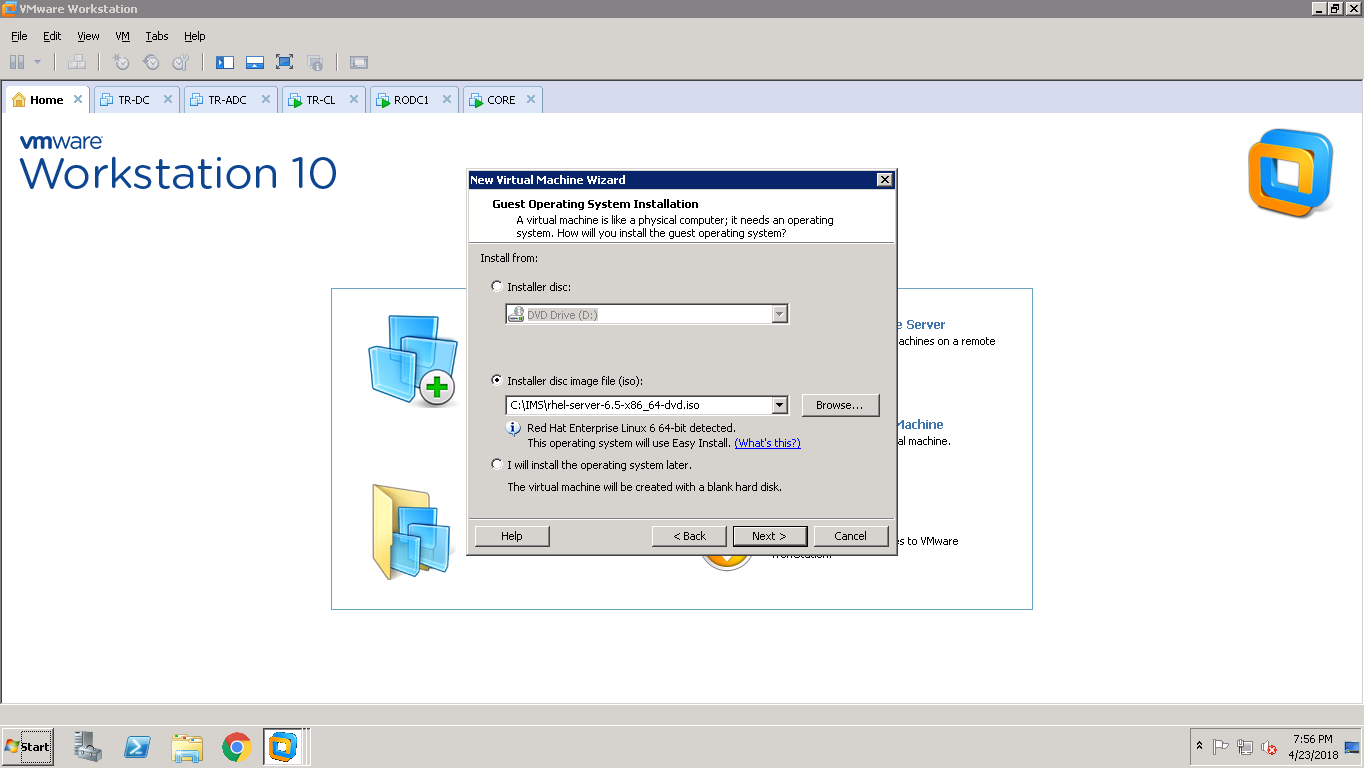 VMware Workstation
File Edit View VM Tabs Help
Home TR-DC TR-ADC TR-CL RODC1 CORE
vmware
Workstation 10
New Virtual Machine Wizard
Guest Operating System Installation
A virtual machine is like a physical computer; it needs an operating
system. How will you install the guest operating system?
Install from:
Installer disc:
DVD Drive (D:)
Installer disc image file (iso):
C:\IMS\rhel-server-6.5-x86_64-dvd.iso
Browse...
Red Hat Enterprise Linux 6 64-bit detected.
This operating system will use Easy Install. (What's this?)
I will install the operating system later.
The virtual machine will be created with a blank hard disk.
Help < Back Next > Cancel
e Server
achines on a remote
Machine
al machine.
es to VMware
Start
7:56 PM
4/23/2018